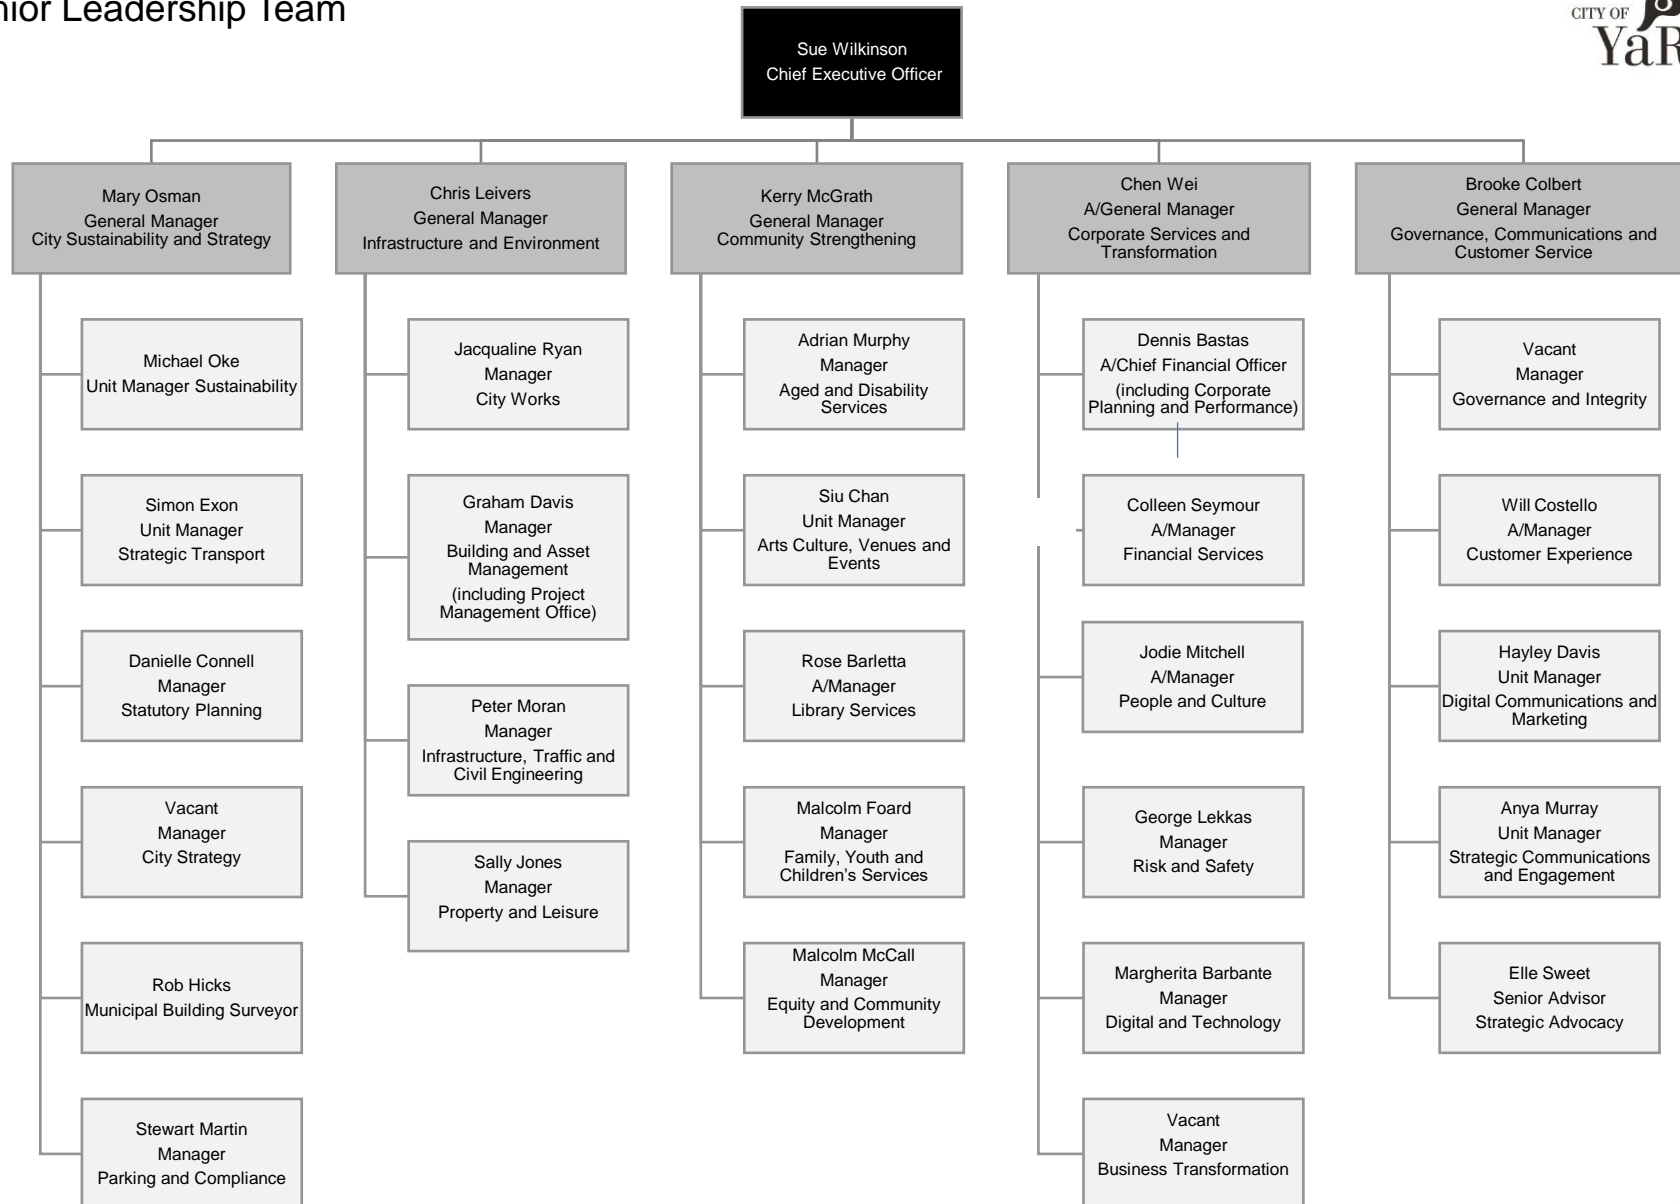 Senior Leadership Team
CITY OF
YaR
Sue Wilkinson
Chief Executive Officer
Mary Osman
General Manager
City Sustainability and Strategy
Chris Leivers
General Manager
Infrastructure and Environment
Kerry McGrath
General Manager
Community Strengthening
Chen Wei
A/General Manager
Corporate Services and
Transformation
Brooke Colbert
General Manager
Governance, Communications and
Customer Service
Michael Oke
Unit Manager Sustainability
Simon Exon
Unit Manager
Strategic Transport
Danielle Connell
Manager
Statutory Planning
Vacant
Manager
City Strategy
Rob Hicks
Municipal Building Surveyor
Stewart Martin
Manager
Parking and Compliance
Jacqualine Ryan
Manager
City Works
Graham Davis
Manager
Building and Asset
Management
(including Project
Management Office)
Peter Moran
Manager
Infrastructure, Traffic and
Civil Engineering
Sally Jones
Manager
Property and Leisure
Adrian Murphy
Manager
Aged and Disability
Services
Siu Chan
Unit Manager
Arts Culture, Venues and
Events
Rose Barletta
A/Manager
Library Services
Malcolm Foard
Manager
Family, Youth and
Children’s Services
Malcolm McCall
Manager
Equity and Community
Development
Dennis Bastas
A/Chief Financial Officer
(including Corporate
Planning and Performance)
Colleen Seymour
A/Manager
Financial Services
Jodie Mitchell
A/Manager
People and Culture
George Lekkas
Manager
Risk and Safety
Margherita Barbante
Manager
Digital and Technology
Vacant
Manager
Business Transformation
Vacant
Manager
Governance and Integrity
Will Costello
A/Manager
Customer Experience
Hayley Davis
Unit Manager
Digital Communications and
Marketing
Anya Murray
Unit Manager
Strategic Communications
and Engagement
Elle Sweet
Senior Advisor
Strategic Advocacy